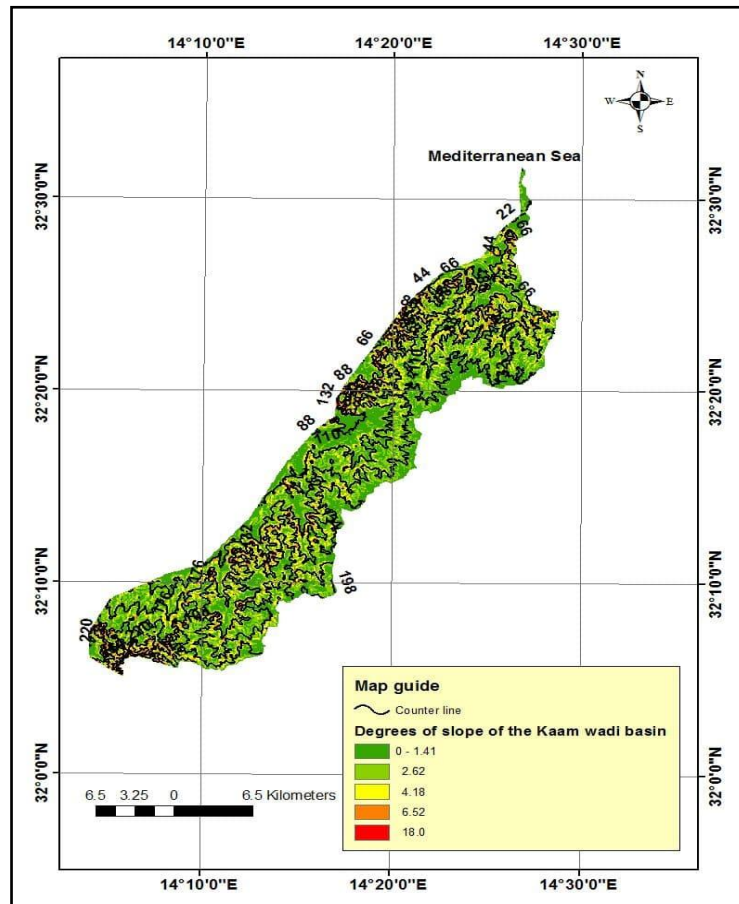 14°10'0"E 14°20'0"E 14°30'0"E
N
W E
S
Mediterranean Sea
32°30'0"N 32°30'0"N
22
66
44
66
44
66
66
88
132
32°20'0"N 32°20'0"N
88
110
32°10'0"N 32°10'0"N
198
220
Map guide
Counter line
Degrees of slope of the Kaam wadi basin
0 - 1.41
2.62
4.18
6.52
18.0
32°0'0"N 32°0'0"N
6.5 3.25 0 6.5 Kilometers
14°10'0"E 14°20'0"E 14°30'0"E